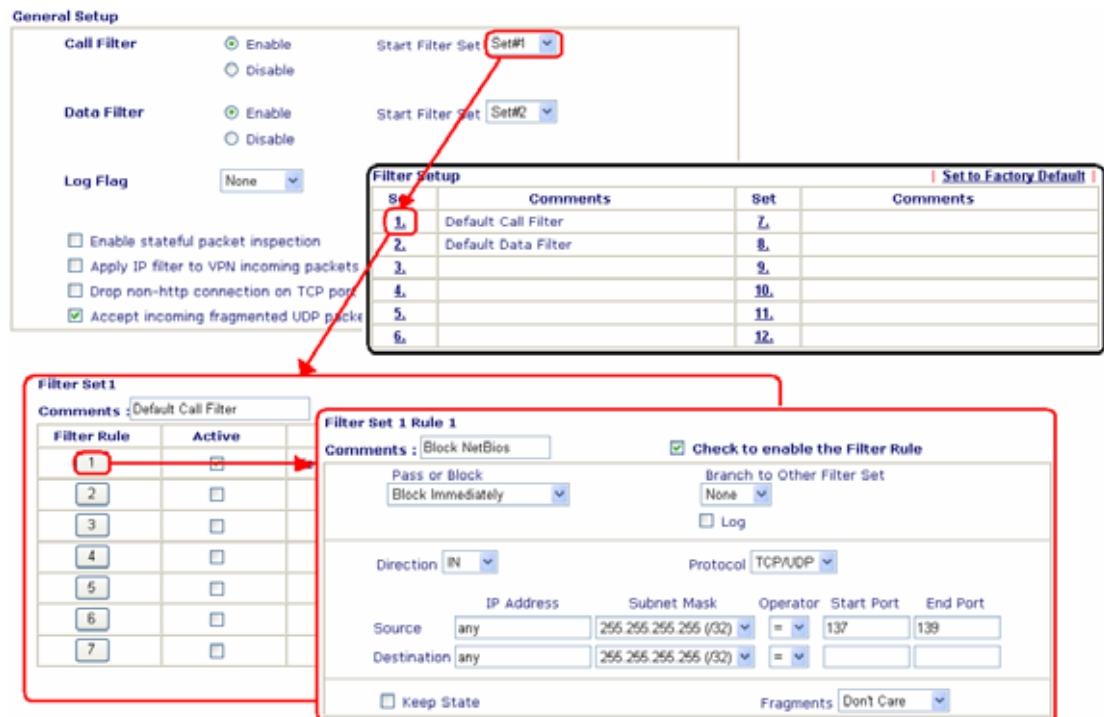 General Setup
Call Filter Enable Start Filter Set Set#1
Disable
Data Filter Enable Start Filter Set Set#2
Disable
Log Flag None
Enable stateful packet inspection
Apply IP filter to VPN incoming packets
Drop non-http connection on TCP port
Accept incoming fragmented UDP packe
Filter Setup | Set to Factory Default |
Comments Set Comments
1. Default Call Filter 7.
2. Default Data Filter 8.
3. 9.
4. 10.
5. 11.
6. 12.
Filter Set1
Comments : Default Call Filter
Filter Rule Active
1
2
3
4
5
6
7
Filter Set 1 Rule 1
Comments : Block NetBios Check to enable the Filter Rule
Pass or Block Branch to Other Filter Set
Block Immediately None
Log
Direction IN Protocol TCP/UDP
IP Address Subnet Mask Operator Start Port End Port
Source any 255.255.255.255 (/32) = 137 139
Destination any 255.255.255.255 (/32) =
Keep State Fragments Don't Care